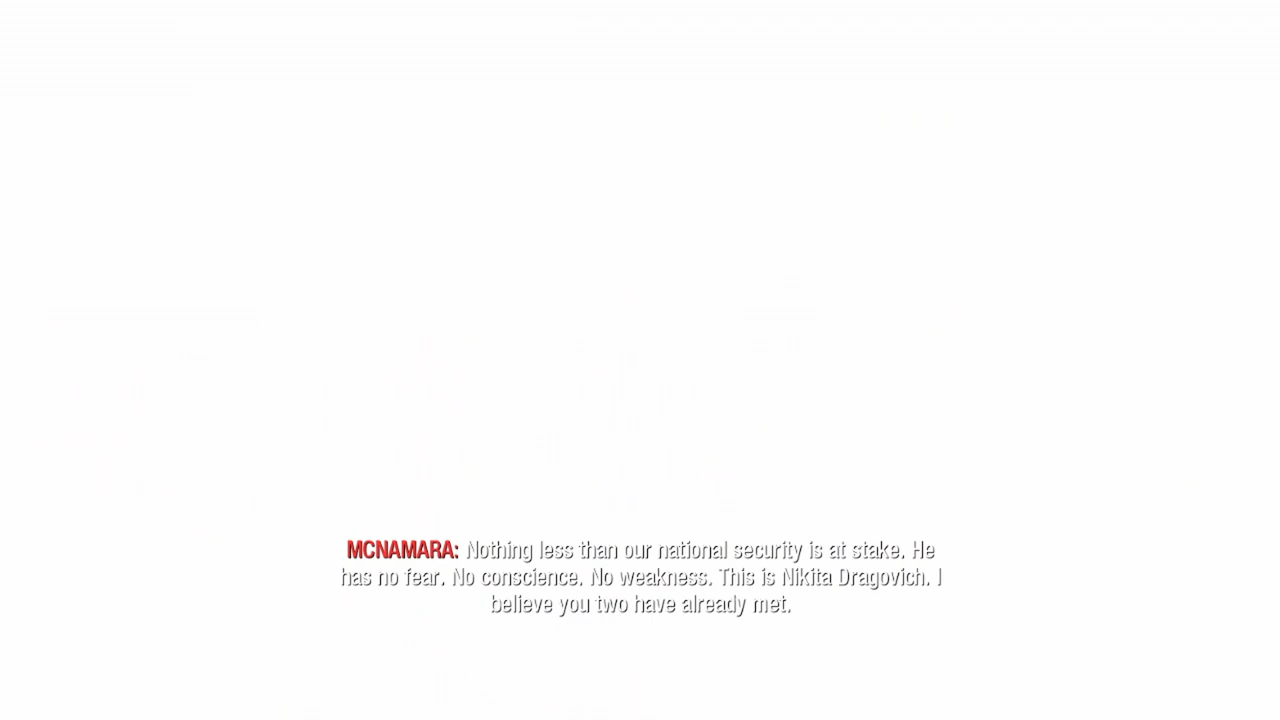 MCNAMARA: Nothing less than our national security is at stake. He
has no fear. No conscience. No weakness. This is Nikita Dragovich. I
believe you two have already met.